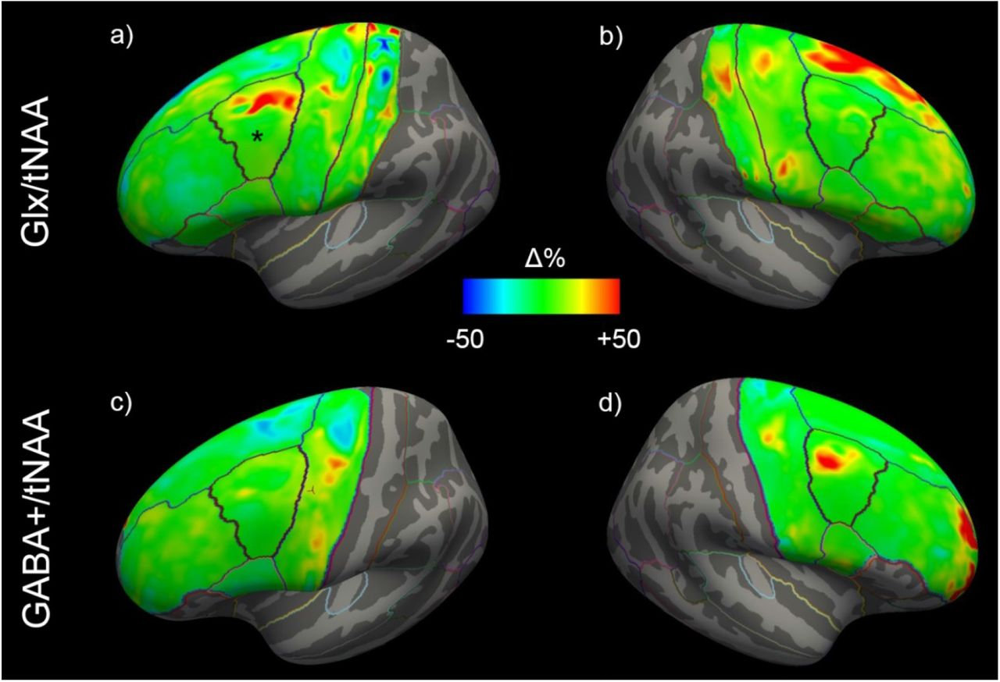 Glx/tNAA
a)
b)
*
Δ%
-50
+50
GABA+/tNAA
c)
d)